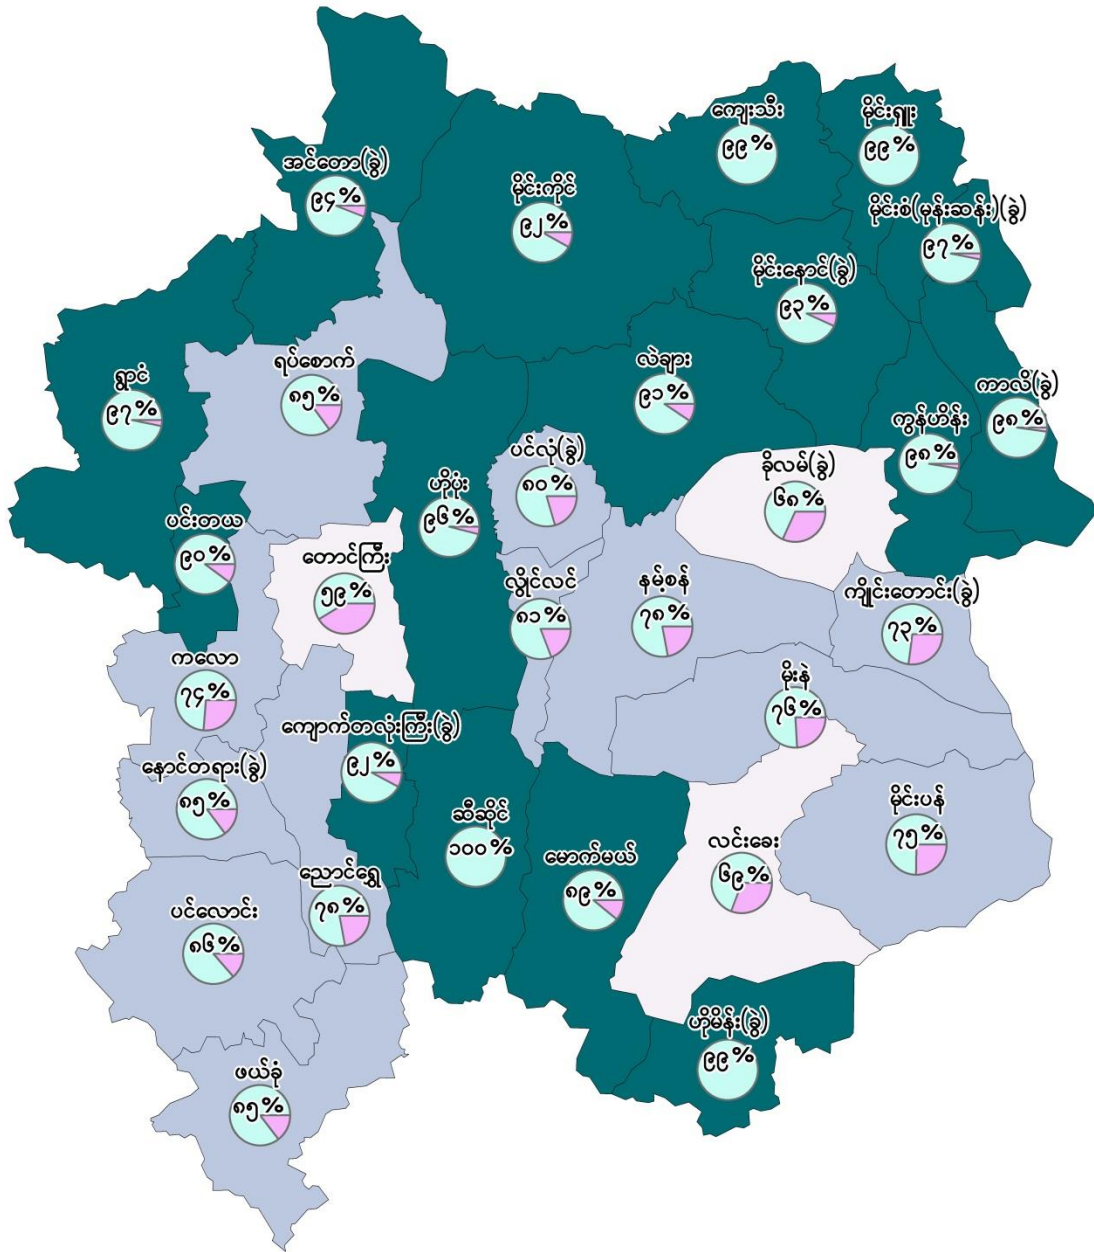 ကျေးသီး
၉၉%
မိုင်းရှူး
၉၉%
အင်တော(ခွဲ)
၉၄%
မိုင်းကိုင်
၉၂%
မိုင်းစံ(မုန်းဆန်း)(ခွဲ)
၉၇%
မိုင်းနောင်(ခွဲ)
၉၃%
ရပ်စောက်
၈၅%
လဲချား
၉၁%
ရွာငံ
၉၇%
ကာလိ(ခွဲ)
၉၈%
ကွန်ဟိန်း
၉၈%
ပင်လုံ(ခွဲ)
၈၀%
ခိုလမ်(ခွဲ)
၆၈%
ဟိုပုံး
၉၆%
ပင်းတယ
၉၀%
တောင်ကြီး
၅၉%
လွိုင်လင်
၈၁%
နမ့်စန်
၇၈%
ကျိုင်းတောင်း(ခွဲ)
၇၃%
ကလော
၇၄%
မိုးနဲ
၇၆%
ကျောက်တလုံးကြီး(ခွဲ)
၉၂%
နောင်တရား(ခွဲ)
၈၅%
ဆီဆိုင်
၁၀၀%
မိုင်းပန်
၇၅%
လင်းခေး
၆၉%
မောက်မယ်
၈၉%
ညောင်ရွှေ
၇၈%
ပင်လောင်း
၈၆%
ဟိုမိန်း(ခွဲ)
၉၉%
ဖယ်ခုံ
၈၅%